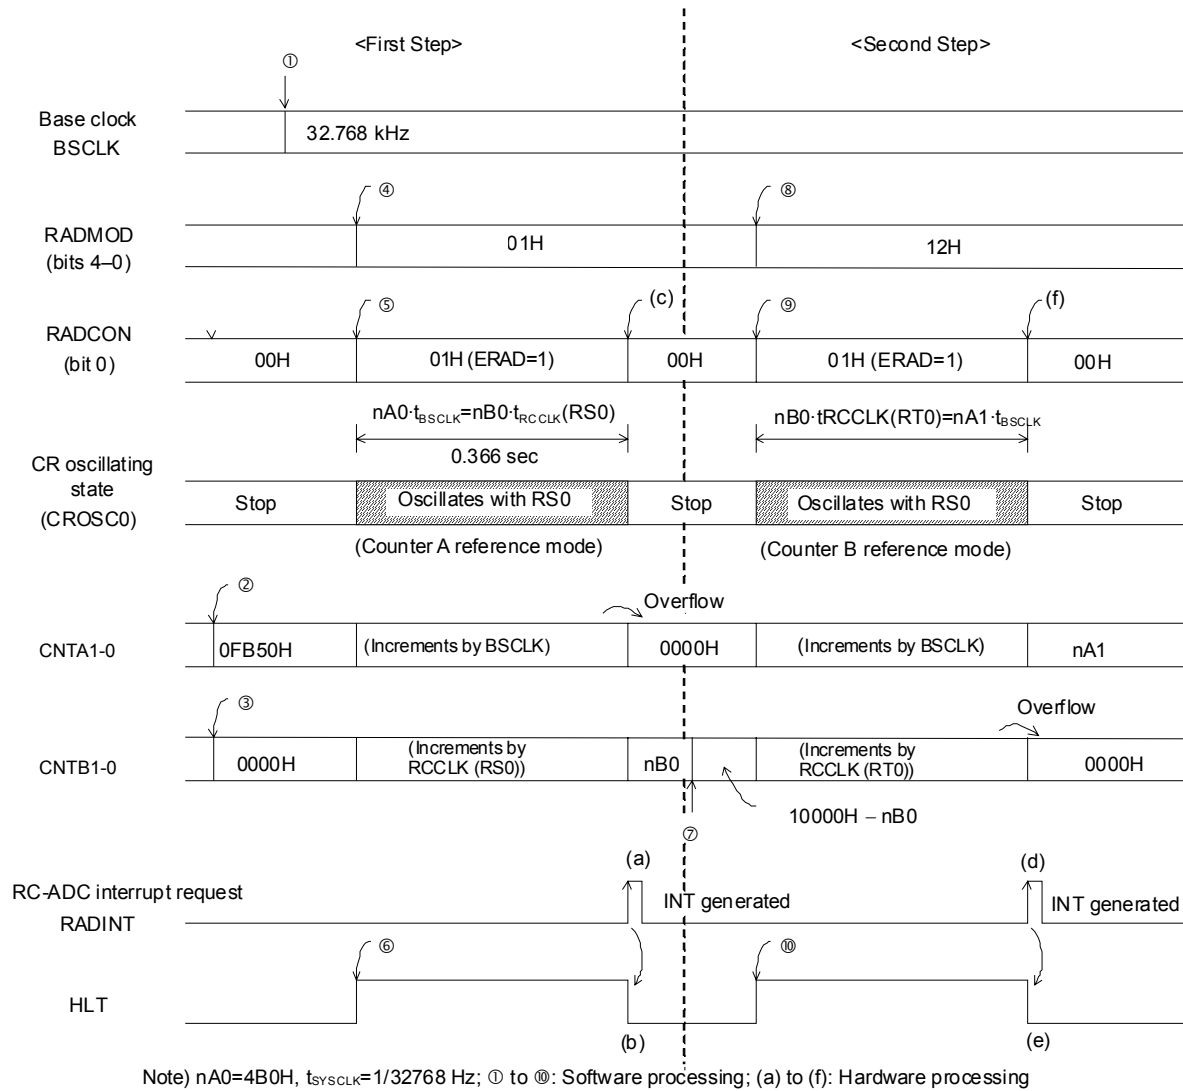 <First Step>
<Second Step>
①
Base clock
BSCLK
32.768 kHz
④
⑧
RADMOD
(bits 4–0)
01H
12H
⑤
(c)
⑨
(f)
RADCON
(bit 0)
00H
01H (ERAD=1)
00H
01H (ERAD=1)
00H
nA0·tBSCLK=nB0·tRCCLK(RS0)
nB0·tRCCLK(RT0)=nA1·tBSCLK
0.366 sec
CR oscillating
state
(CROSC0)
Stop
Oscillates with RS0
Stop
Oscillates with RS0
Stop
(Counter A reference mode)
(Counter B reference mode)
②
Overflow
CNTA1-0
0FB50H
(Increments by BSCLK)
0000H
(Increments by BSCLK)
nA1
③
Overflow
CNTB1-0
0000H
(Increments by
RCCLK (RS0))
nB0
(Increments by
RCCLK (RT0))
0000H
10000H – nB0
⑦
(a)
(d)
RC-ADC interrupt request
RADINT
INT generated
INT generated
⑥
⑩
HLT
(b)
(e)
Note) nA0=4B0H, tSYSCLK=1/32768 Hz; ① to ⑩: Software processing; (a) to (f): Hardware processing